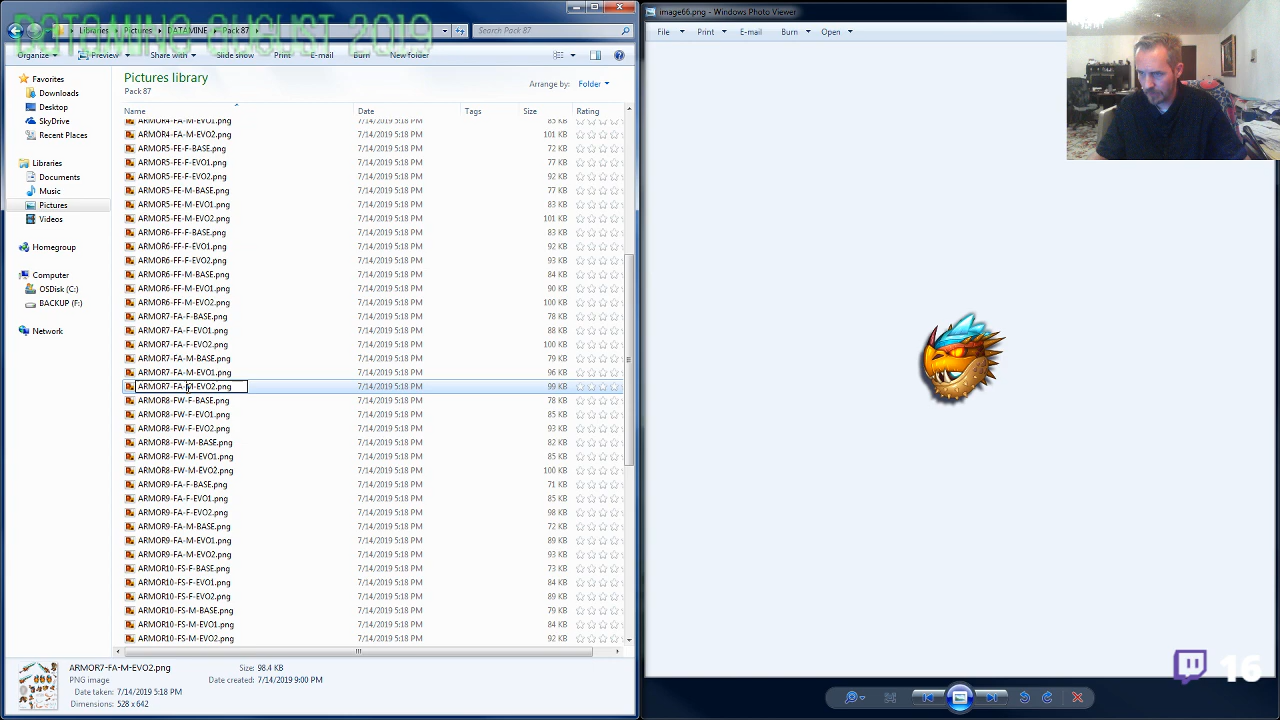 DATAMINING AUGUST 2019
Libraries Pictures DATAMINE Pack 87
Search Pack 87
Organize Preview Share with Slide show Print E-mail Burn New folder
Favorites
Downloads
Desktop
SkyDrive
Recent Places
Libraries
Documents
Music
Pictures
Videos
Homegroup
Computer
OSDisk (C:)
BACKUP (F:)
Network
Pictures library
Pack 87
Arrange by: Folder
Name Date Tags Size Rating
ARMOR4-FA-M-EVO1.png 7/14/2019 5:18 PM 85 KB
ARMOR4-FA-M-EVO2.png 7/14/2019 5:18 PM 101 KB
ARMOR5-FE-F-BASE.png 7/14/2019 5:18 PM 72 KB
ARMOR5-FE-F-EVO1.png 7/14/2019 5:18 PM 77 KB
ARMOR5-FE-F-EVO2.png 7/14/2019 5:18 PM 92 KB
ARMOR5-FE-M-BASE.png 7/14/2019 5:18 PM 77 KB
ARMOR5-FE-M-EVO1.png 7/14/2019 5:18 PM 83 KB
ARMOR5-FE-M-EVO2.png 7/14/2019 5:18 PM 101 KB
ARMOR6-FF-F-BASE.png 7/14/2019 5:18 PM 83 KB
ARMOR6-FF-F-EVO1.png 7/14/2019 5:18 PM 92 KB
ARMOR6-FF-F-EVO2.png 7/14/2019 5:18 PM 93 KB
ARMOR6-FF-M-BASE.png 7/14/2019 5:18 PM 84 KB
ARMOR6-FF-M-EVO1.png 7/14/2019 5:18 PM 90 KB
ARMOR6-FF-M-EVO2.png 7/14/2019 5:18 PM 100 KB
ARMOR7-FA-F-BASE.png 7/14/2019 5:18 PM 78 KB
ARMOR7-FA-F-EVO1.png 7/14/2019 5:18 PM 88 KB
ARMOR7-FA-F-EVO2.png 7/14/2019 5:18 PM 100 KB
ARMOR7-FA-M-BASE.png 7/14/2019 5:18 PM 79 KB
ARMOR7-FA-M-EVO1.png 7/14/2019 5:18 PM 96 KB
ARMOR7-FA-M-EVO2.png 7/14/2019 5:18 PM 99 KB
ARMOR8-FW-F-BASE.png 7/14/2019 5:18 PM 78 KB
ARMOR8-FW-F-EVO1.png 7/14/2019 5:18 PM 85 KB
ARMOR8-FW-F-EVO2.png 7/14/2019 5:18 PM 93 KB
ARMOR8-FW-M-BASE.png 7/14/2019 5:18 PM 82 KB
ARMOR8-FW-M-EVO1.png 7/14/2019 5:18 PM 85 KB
ARMOR8-FW-M-EVO2.png 7/14/2019 5:18 PM 100 KB
ARMOR9-FA-F-BASE.png 7/14/2019 5:18 PM 71 KB
ARMOR9-FA-F-EVO1.png 7/14/2019 5:18 PM 85 KB
ARMOR9-FA-F-EVO2.png 7/14/2019 5:18 PM 98 KB
ARMOR9-FA-M-BASE.png 7/14/2019 5:18 PM 72 KB
ARMOR9-FA-M-EVO1.png 7/14/2019 5:18 PM 89 KB
ARMOR9-FA-M-EVO2.png 7/14/2019 5:18 PM 93 KB
ARMOR10-FS-F-BASE.png 7/14/2019 5:18 PM 73 KB
ARMOR10-FS-F-EVO1.png 7/14/2019 5:18 PM 84 KB
ARMOR10-FS-F-EVO2.png 7/14/2019 5:18 PM 89 KB
ARMOR10-FS-M-BASE.png 7/14/2019 5:18 PM 79 KB
ARMOR10-FS-M-EVO1.png 7/14/2019 5:18 PM 84 KB
ARMOR10-FS-M-EVO2.png 7/14/2019 5:18 PM 92 KB
ARMOR7-FA-M-EVO2.png Size: 98.4 KB
PNG image Date created: 7/14/2019 9:00 PM
Date taken: 7/14/2019 5:18 PM
Dimensions: 528 x 642
image66.png - Windows Photo Viewer
File Print E-mail Burn Open
16